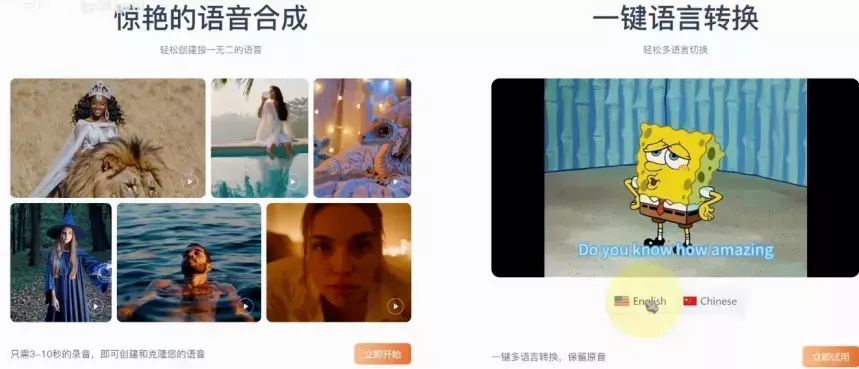 惊艳的语音合成
轻松创建独一无二的语音
只需3-10秒的录音，即可创建和克隆您的语音
立即开始
一键语言转换
轻松多语言切换
Do you know how amazing
English
Chinese
一键多语言转换，保留原音
立即试用